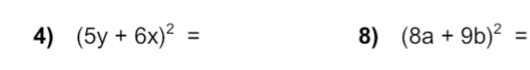 4) (5y + 6x)² = 8) (8a + 9b)² =